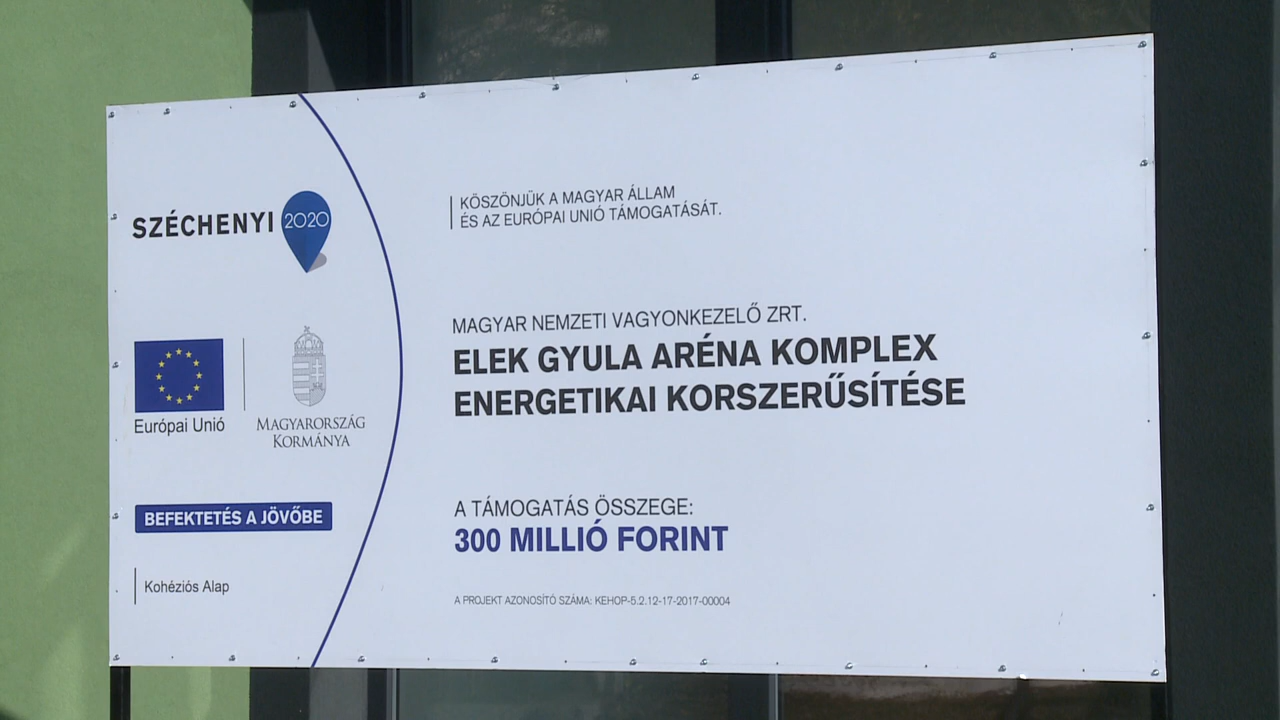 SZÉCHENYI 2020
Európai Unió
MAGYARORSZÁG
KORMÁNYA
BEFEKTETÉS A JÖVŐBE
Kohéziós Alap
KÖSZÖNJÜK A MAGYAR ÁLLAM
ÉS AZ EURÓPAI UNIÓ TÁMOGATÁSÁT.
MAGYAR NEMZETI VAGYONKEZELŐ ZRT.
ELEK GYULA ARÉNA KOMPLEX
ENERGETIKAI KORSZERŰSÍTÉSE
A TÁMOGATÁS ÖSSZEGE:
300 MILLIÓ FORINT
A PROJEKT AZONOSÍTÓ SZÁMA: KEHOP-5.2.12-17-2017-00004